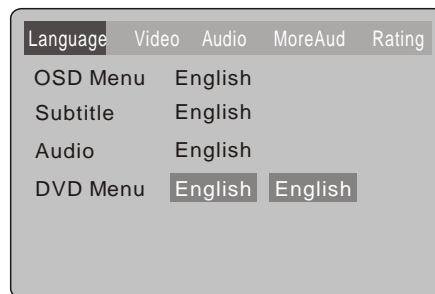 Language Video Audio MoreAud Rating
OSD Menu English
Subtitle English
Audio English
DVD Menu English English